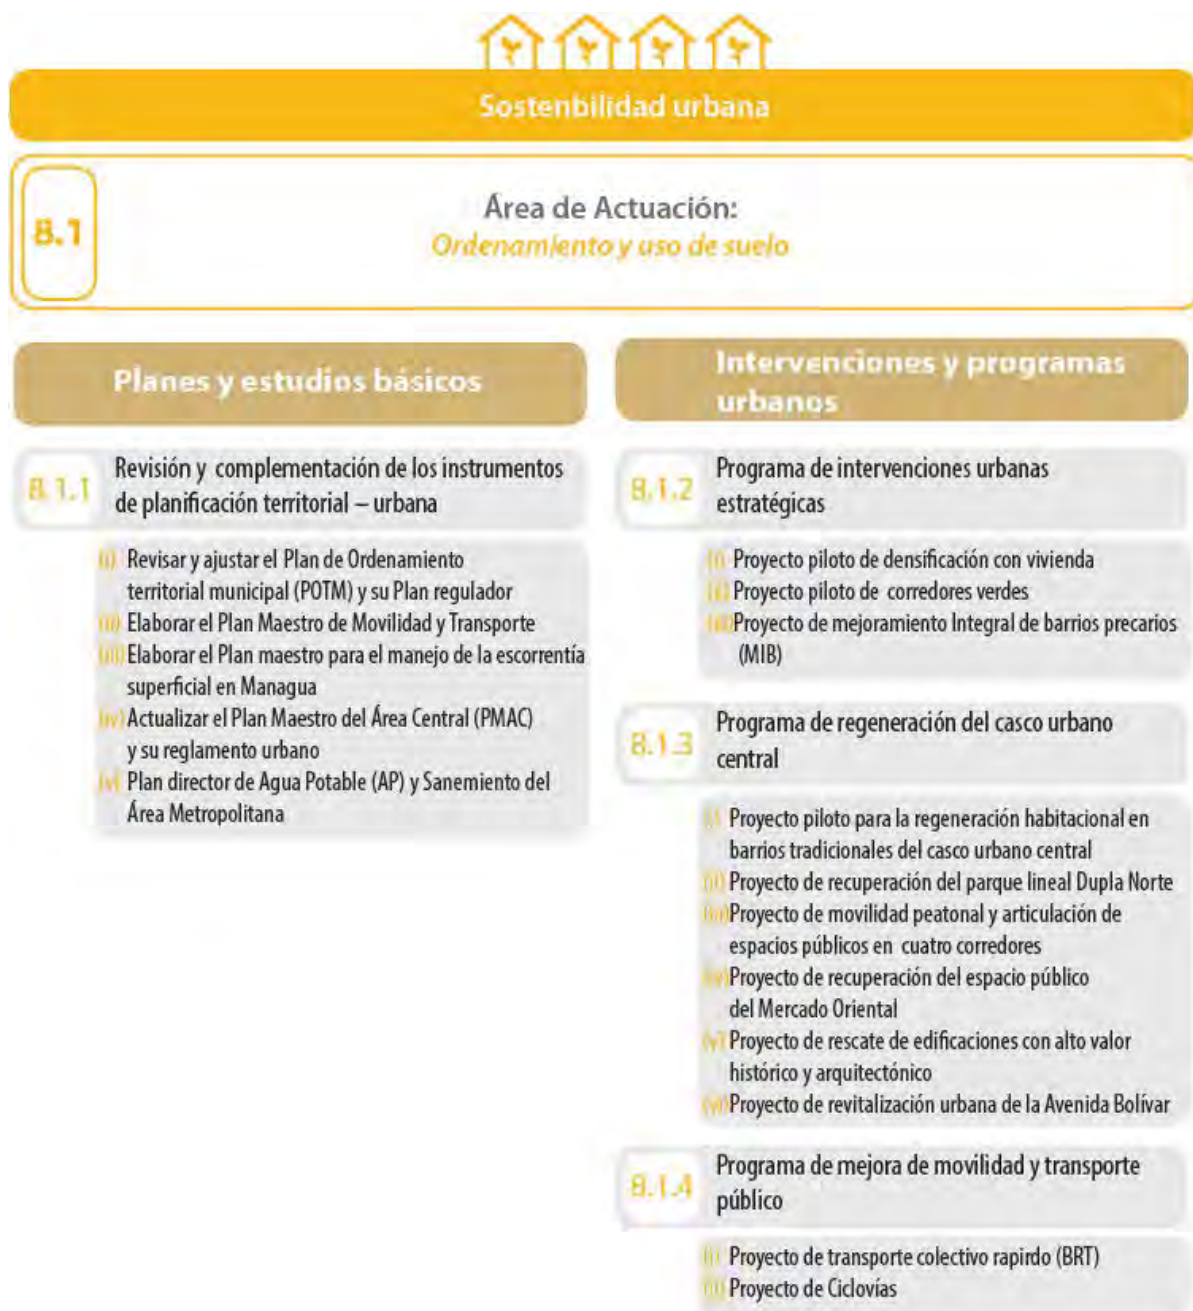 Sostenbilidad urbana
8.1
Área de Actuación:
Ordenamiento y uso de suelo
Planes y estudios básicos
8.1.1
Revisión y complementación de los instrumentos
de planificación territorial – urbana
(i) Revisar y ajustar el Plan de Ordenamiento
territorial municipal (POTM) y su Plan regulador
(ii) Elaborar el Plan Maestro de Movilidad y Transporte
(iii) Elaborar el Plan maestro para el manejo de la escorrentía
superficial en Managua
(iv) Actualizar el Plan Maestro del Área Central (PMAC)
y su reglamento urbano
(v) Plan director de Agua Potable (AP) y Sanemiento del
Área Metropolitana
Intervenciones y programas
urbanos
8.1.2
Programa de intervenciones urbanas
estratégicas
(i) Proyecto piloto de densificación con vivienda
(ii) Proyecto piloto de corredores verdes
(iii) Proyecto de mejoramiento Integral de barrios precarios
(MIB)
8.1.3
Programa de regeneración del casco urbano
central
(i) Proyecto piloto para la regeneración habitacional en
barrios tradicionales del casco urbano central
(ii) Proyecto de recuperación del parque lineal Dupla Norte
(iii) Proyecto de movilidad peatonal y articulación de
espacios públicos en cuatro corredores
(iv) Proyecto de recuperación del espacio público
del Mercado Oriental
(v) Proyecto de rescate de edificaciones con alto valor
histórico y arquitectónico
(vi) Proyecto de revitalización urbana de la Avenida Bolívar
8.1.4
Programa de mejora de movilidad y transporte
público
(i) Proyecto de transporte colectivo rapirdo (BRT)
(ii) Proyecto de Ciclovías